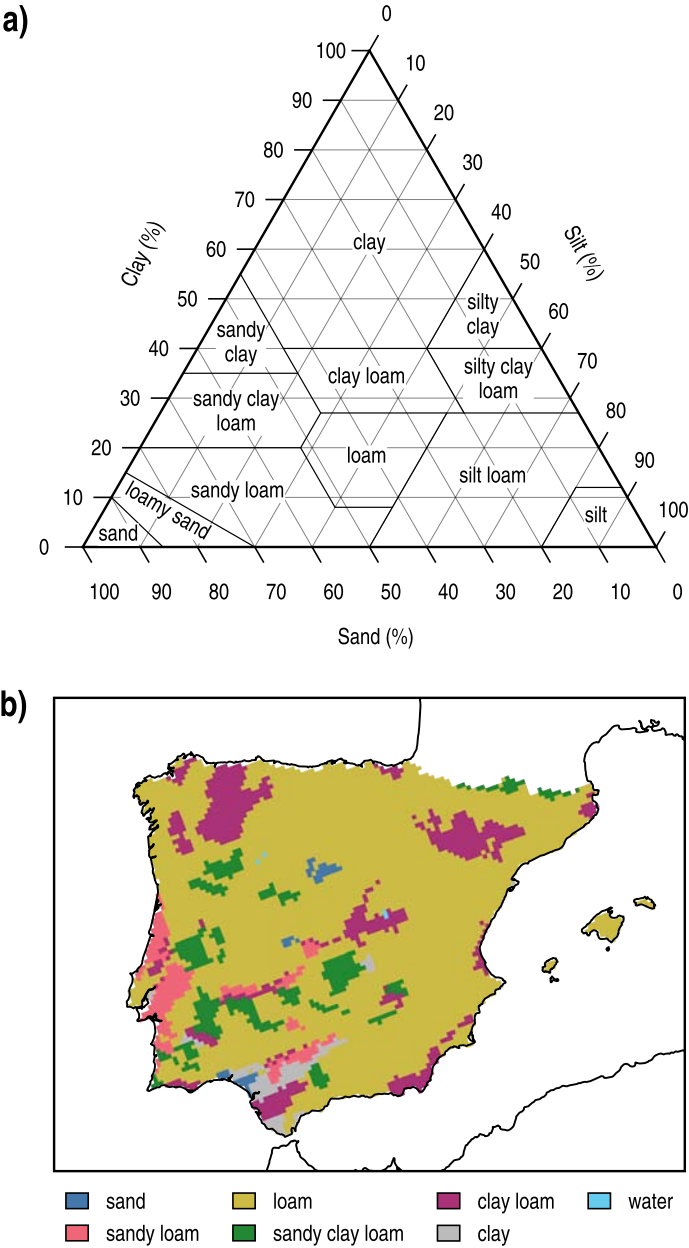 a)
0
100
10
90
20
80
30
70
40
Clay (%)
Silt (%)
60
clay
50
50
silty
clay
60
sandy
clay
40
70
clay loam
silty clay
loam
30
sandy clay
loam
80
20
loam
90
silt loam
sandy loam
10
loamy sand
100
silt
sand
0
100 90 80 70 60 50 40 30 20 10 0
Sand (%)
b)
sand loam clay loam water
sandy loam sandy clay loam clay